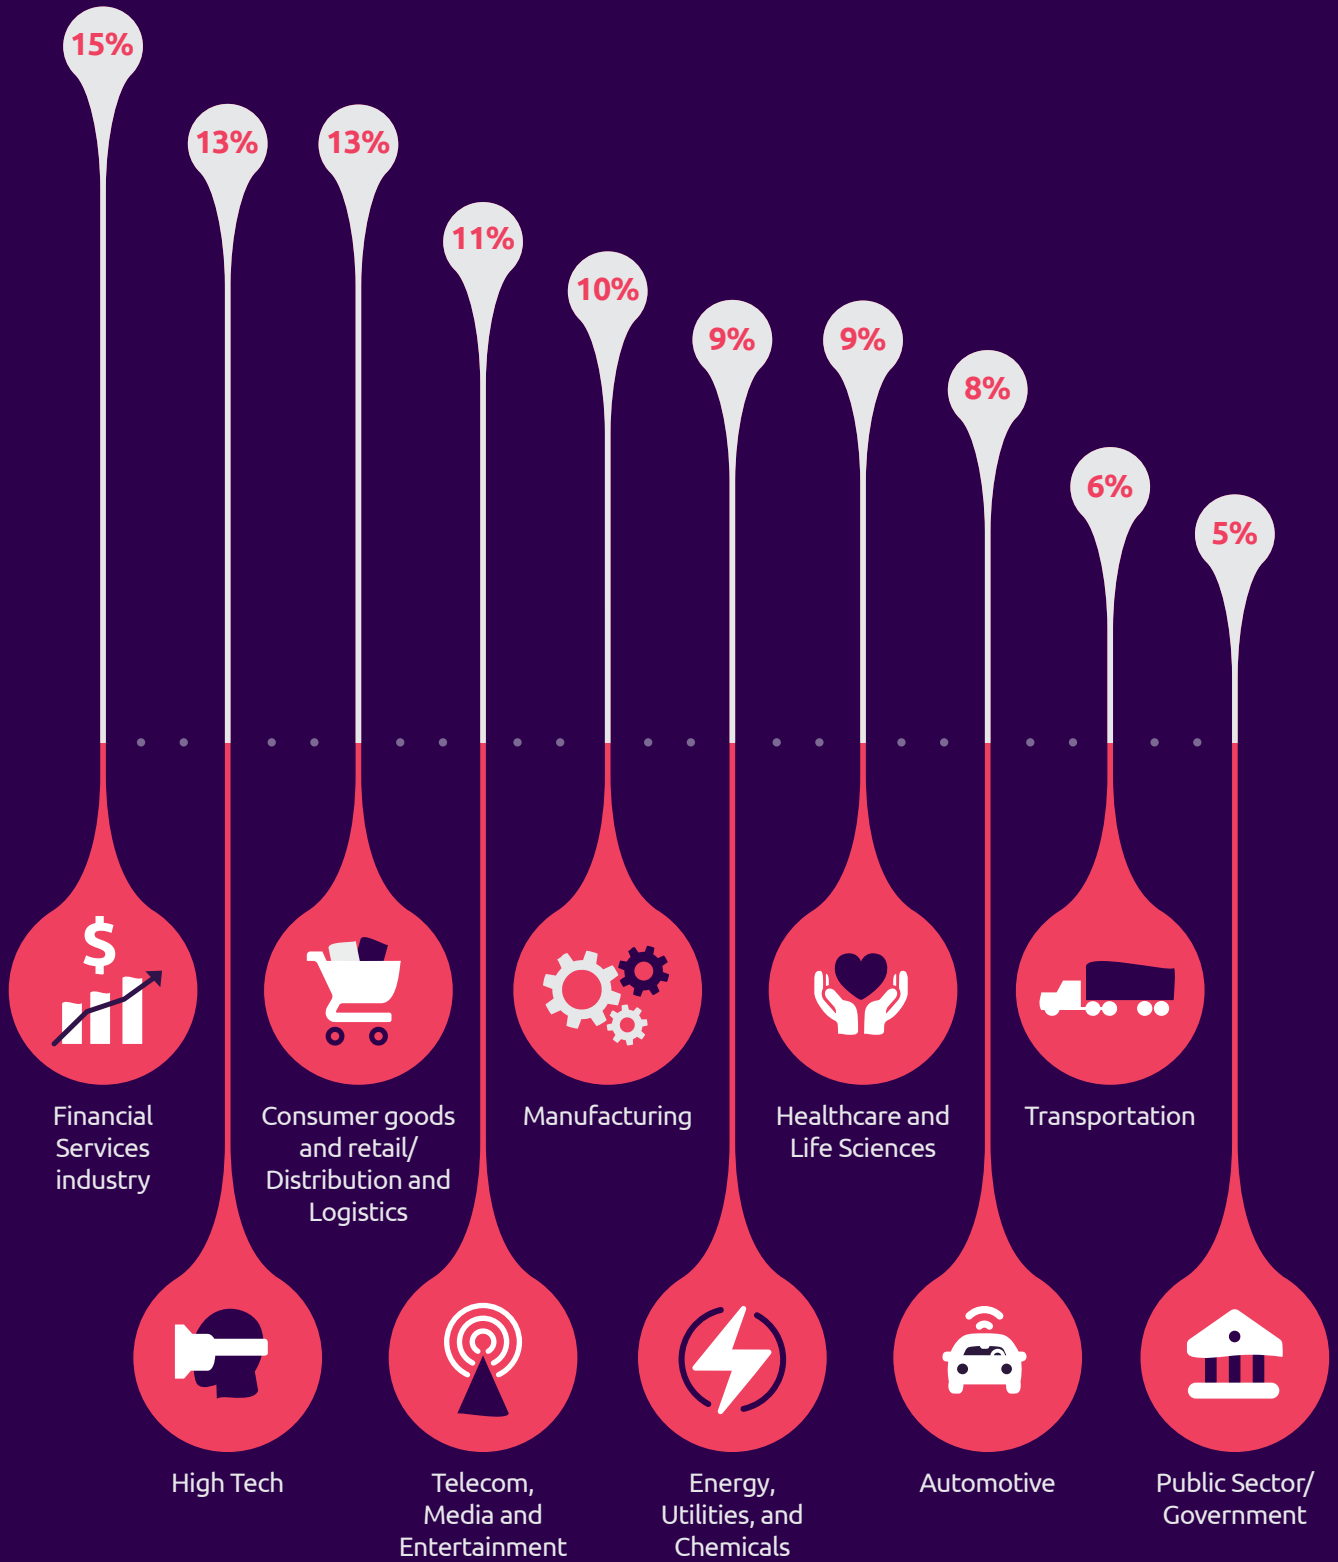 15%
13%
13%
11%
10%
9%
9%
8%
6%
5%
$
Financial
Services
industry
Consumer goods
and retail/
Distribution and
Logistics
Manufacturing
Healthcare and
Life Sciences
Transportation
High Tech
Telecom,
Media and
Entertainment
Energy,
Utilities, and
Chemicals
Automotive
Public Sector/
Government